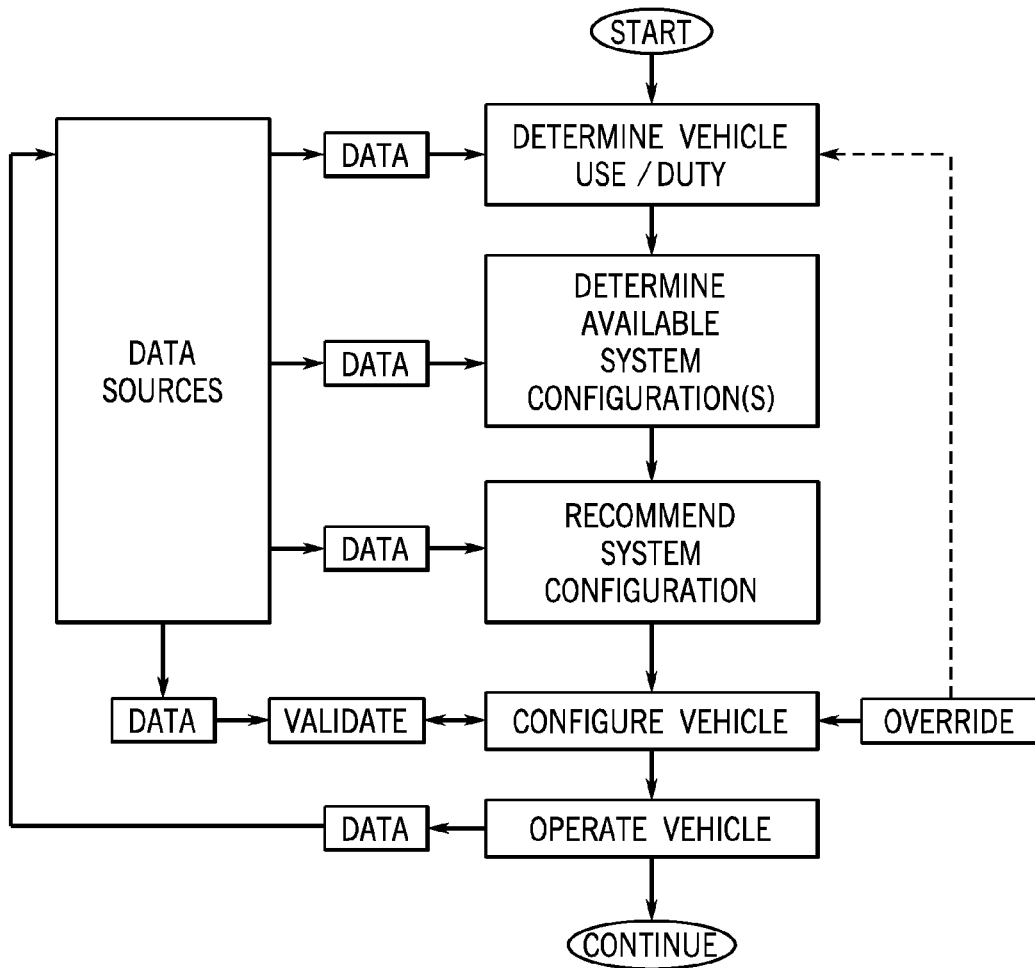 START
DATA
DETERMINE VEHICLE
USE / DUTY
DATA
SOURCES
DATA
DETERMINE
AVAILABLE
SYSTEM
CONFIGURATION(S)
DATA
RECOMMEND
SYSTEM
CONFIGURATION
DATA
VALIDATE
CONFIGURE VEHICLE
OVERRIDE
DATA
OPERATE VEHICLE
CONTINUE